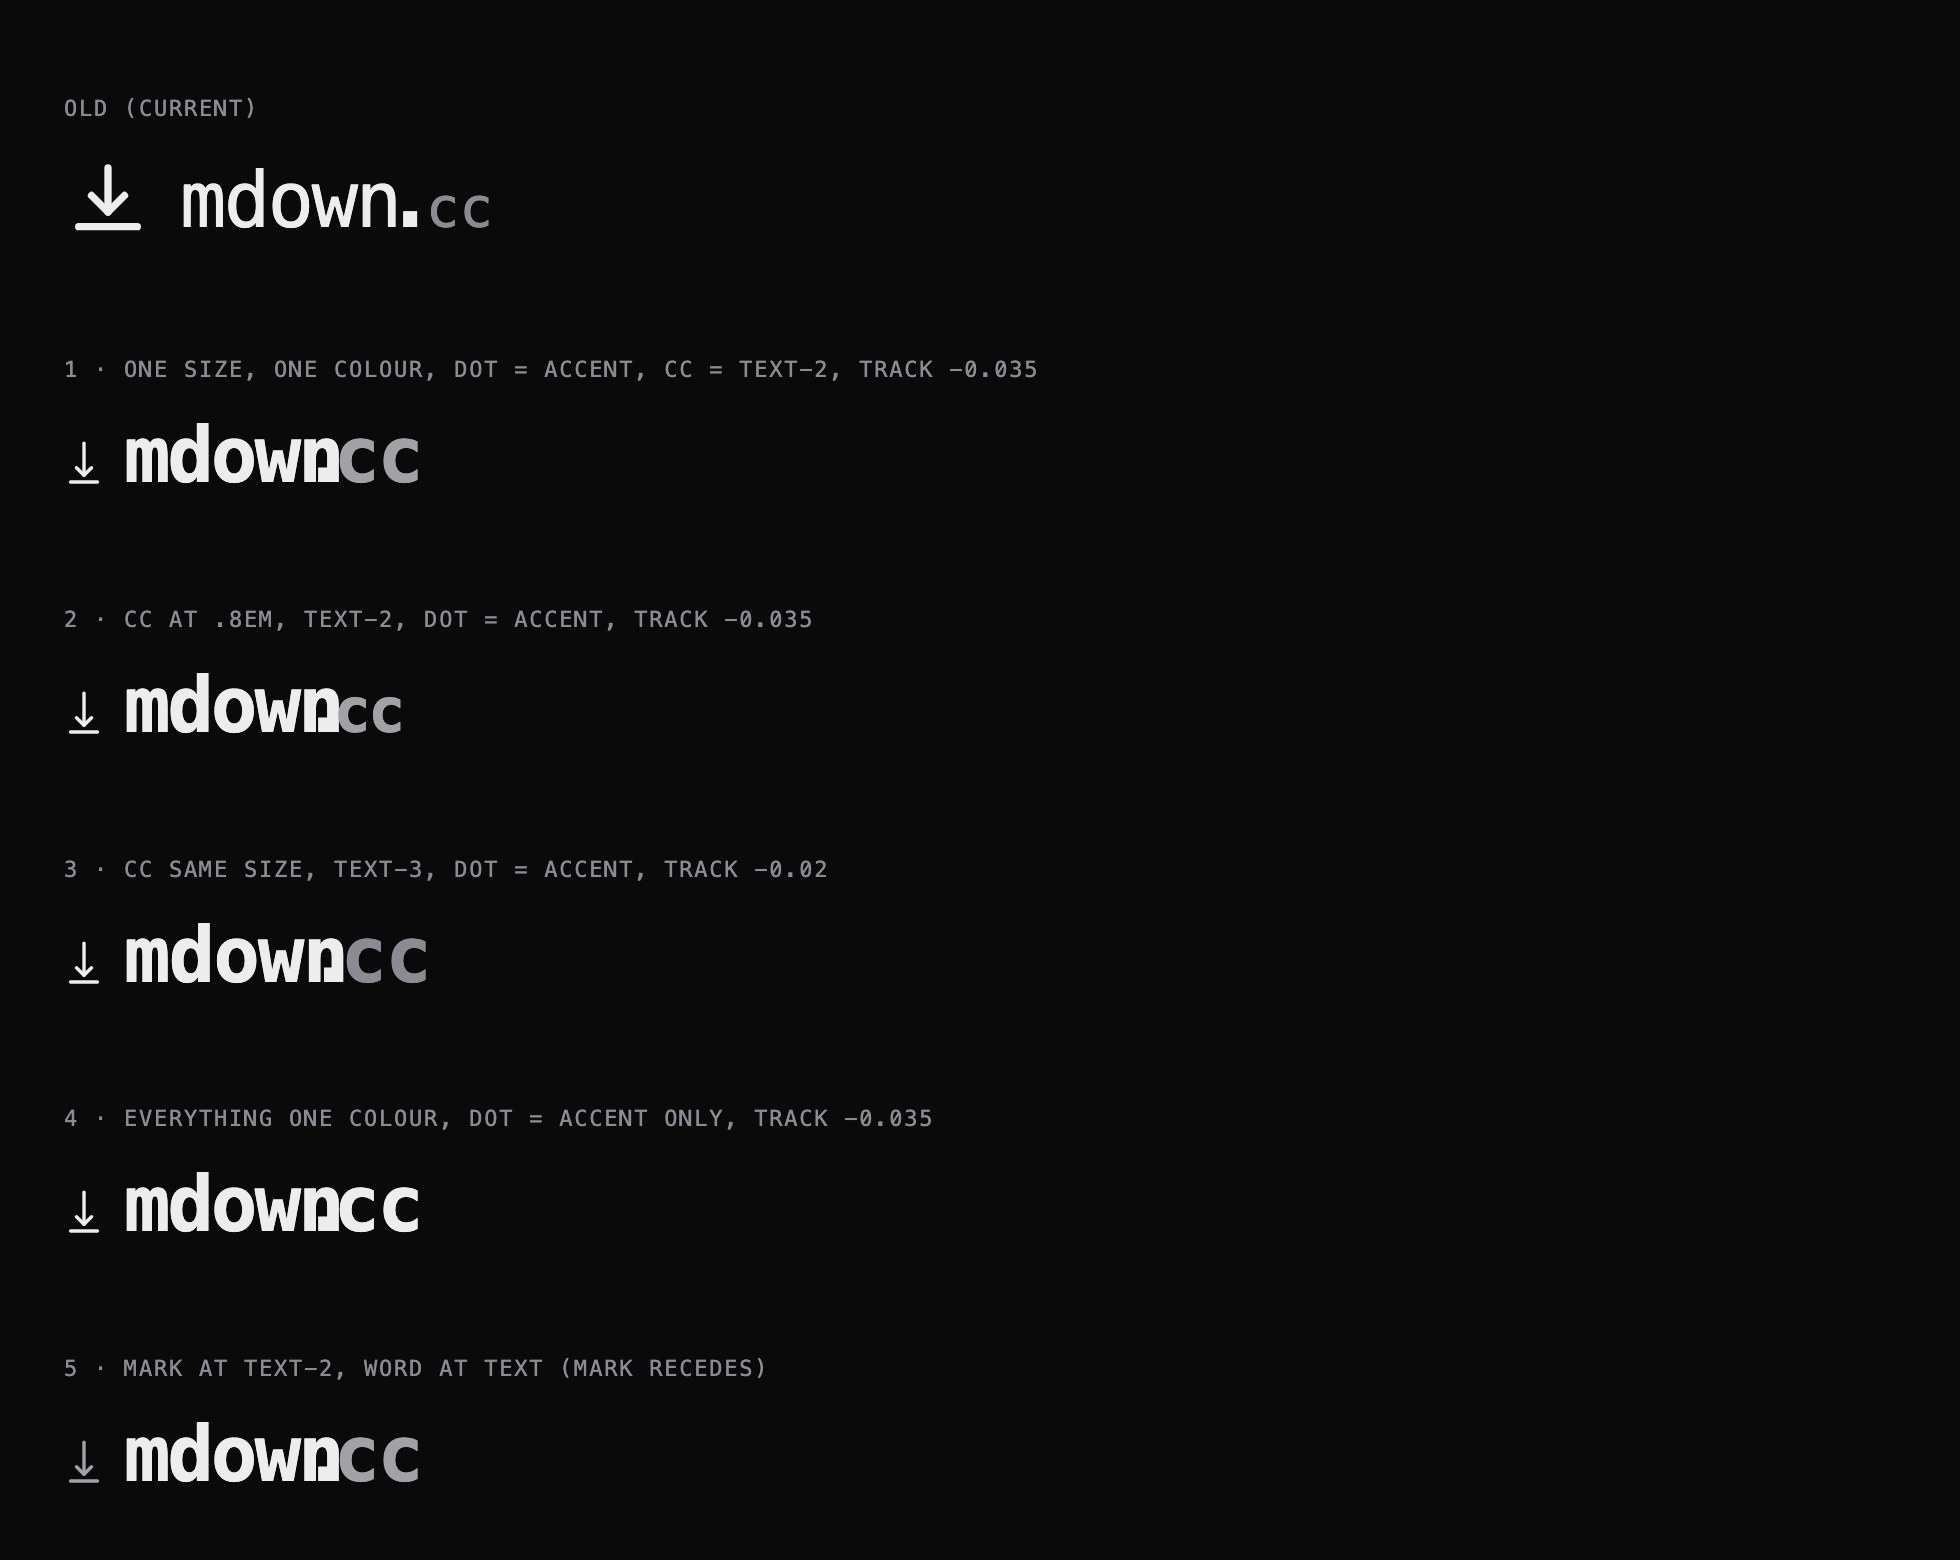 OLD (CURRENT)
mdown.cc
1 · ONE SIZE, ONE COLOUR, DOT = ACCENT, CC = TEXT-2, TRACK -0.035
mdown.cc
2 · CC AT .8EM, TEXT-2, DOT = ACCENT, TRACK -0.035
mdown.cc
3 · CC SAME SIZE, TEXT-3, DOT = ACCENT, TRACK -0.02
mdown.cc
4 · EVERYTHING ONE COLOUR, DOT = ACCENT ONLY, TRACK -0.035
mdown.cc
5 · MARK AT TEXT-2, WORD AT TEXT (MARK RECEDES)
mdown.cc